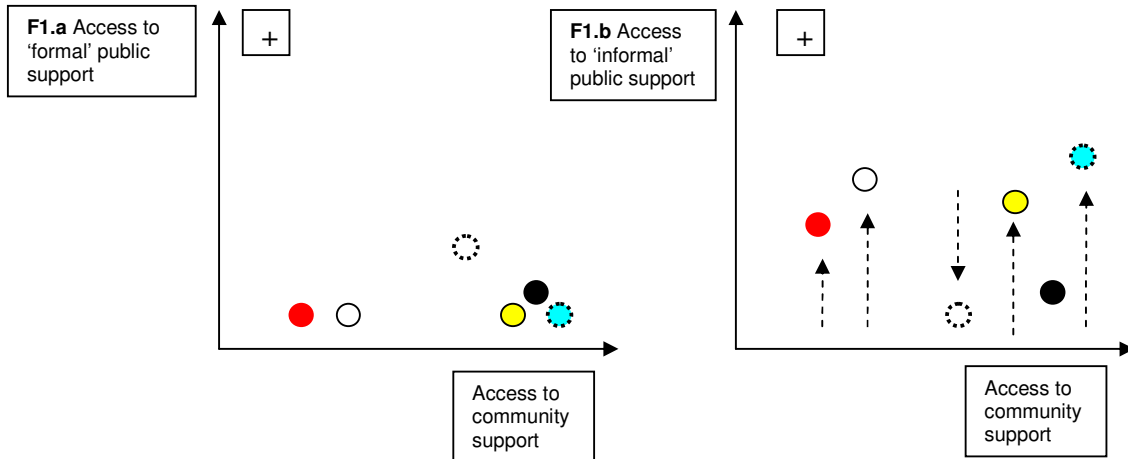 F1.a Access to
‘formal’ public
support
+
F1.b Access
to ‘informal’
public support
+
Access to
community
support
Access to
community
support